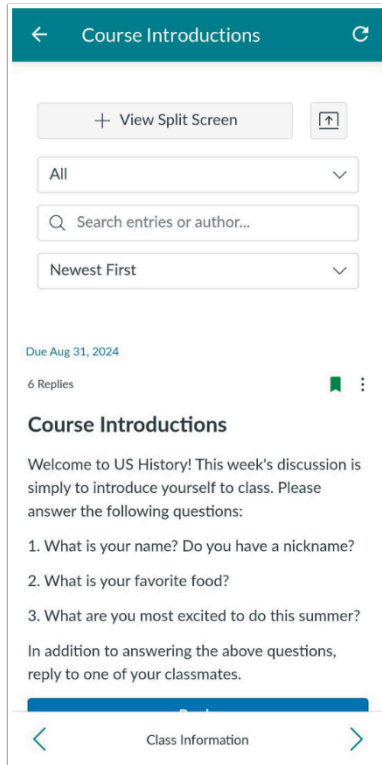 Course Introductions
View Split Screen
All
Search entries or author...
Newest First
Due Aug 31, 2024
6 Replies
Course Introductions
Welcome to US History! This week's discussion is
simply to introduce yourself to class. Please
answer the following questions:
1. What is your name? Do you have a nickname?
2. What is your favorite food?
3. What are you most excited to do this summer?
In addition to answering the above questions,
reply to one of your classmates.
Class Information